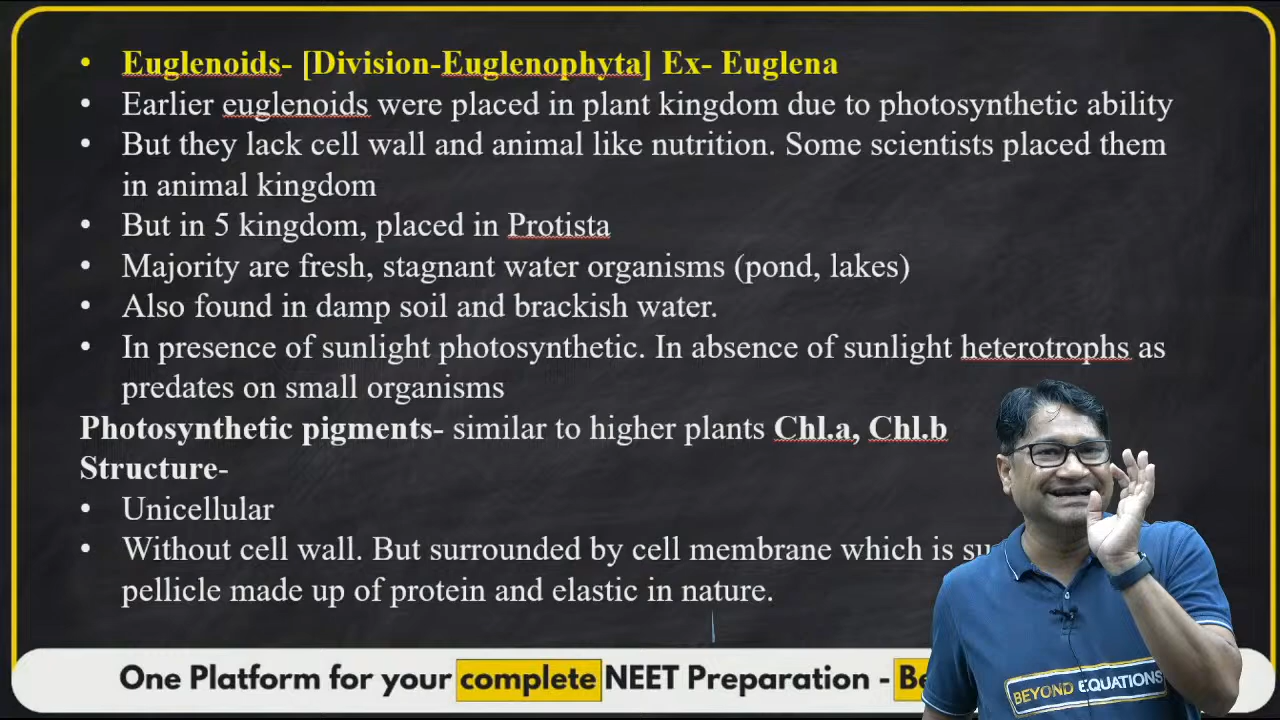 • Euglenoids- [Division-Euglenophyta] Ex- Euglena
• Earlier euglenoids were placed in plant kingdom due to photosynthetic ability
• But they lack cell wall and animal like nutrition. Some scientists placed them
in animal kingdom
• But in 5 kingdom, placed in Protista
• Majority are fresh, stagnant water organisms (pond, lakes)
• Also found in damp soil and brackish water.
• In presence of sunlight photosynthetic. In absence of sunlight heterotrophs as
predates on small organisms
Photosynthetic pigments- similar to higher plants Chl.a, Chl.b
Structure-
• Unicellular
• Without cell wall. But surrounded by cell membrane which is
pellicle made up of protein and elastic in nature.
One Platform for your complete NEET Preparation -
BEYOND EQUATIONS